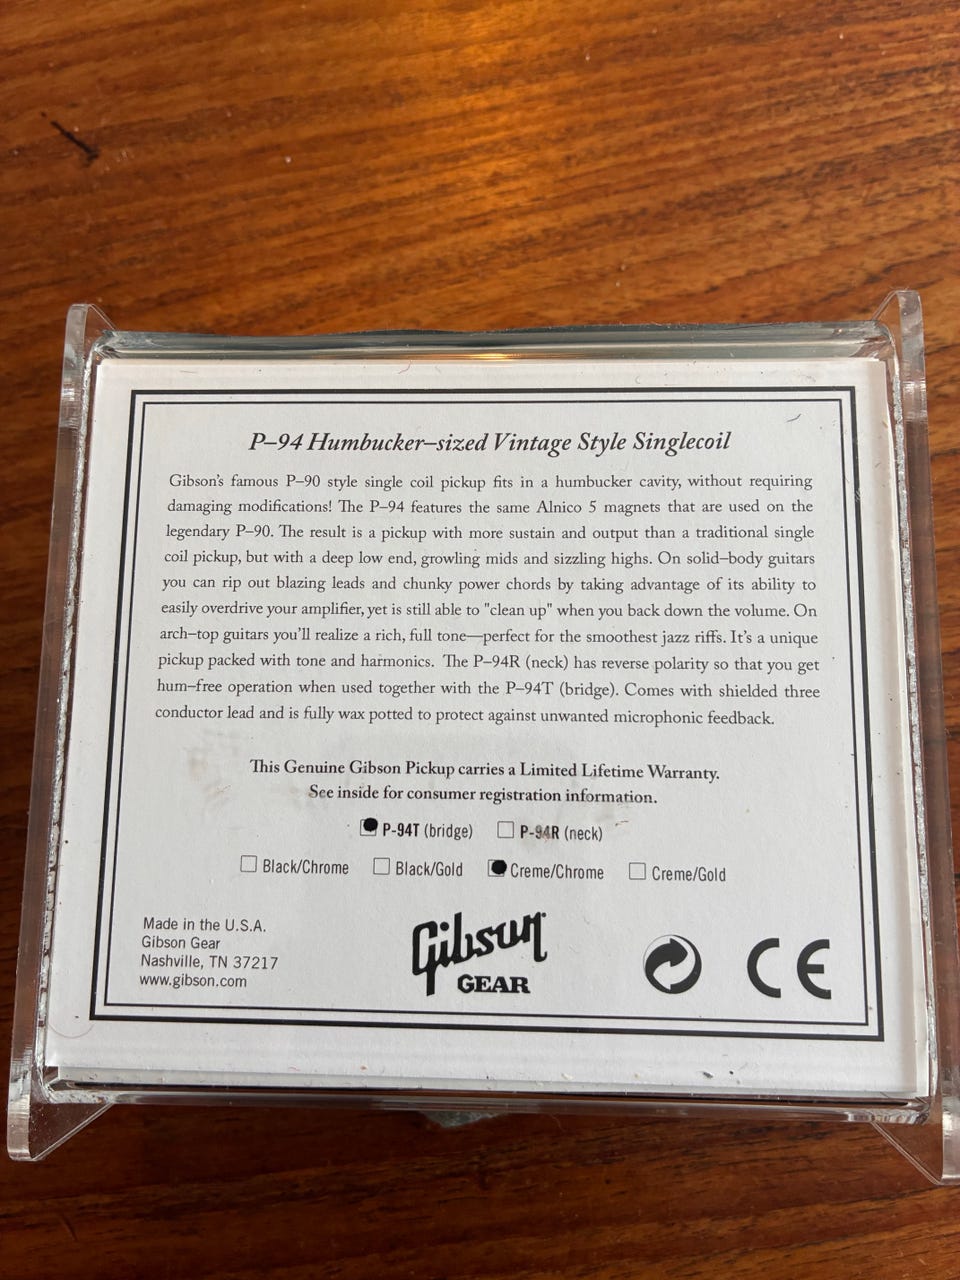 P–94 Humbucker–sized Vintage Style Singlecoil
Gibson's famous P–90 style single coil pickup fits in a humbucker cavity, without requiring
damaging modifications! The P–94 features the same Alnico 5 magnets that are used on the
legendary P–90. The result is a pickup with more sustain and output than a traditional single
coil pickup, but with a deep low end, growling mids and sizzling highs. On solid–body guitars
you can rip out blazing leads and chunky power chords by taking advantage of its ability to
easily overdrive your amplifier, yet is still able to "clean up" when you back down the volume. On
arch–top guitars you'll realize a rich, full tone—perfect for the smoothest jazz riffs. It's a unique
pickup packed with tone and harmonics. The P–94R (neck) has reverse polarity so that you get
hum–free operation when used together with the P–94T (bridge). Comes with shielded three
conductor lead and is fully wax potted to protect against unwanted microphonic feedback.
This Genuine Gibson Pickup carries a Limited Lifetime Warranty.
See inside for consumer registration information.
P-94T (bridge) P-94R (neck)
Black/Chrome Black/Gold Creme/Chrome Creme/Gold
Made in the U.S.A.
Gibson Gear
Nashville, TN 37217
www.gibson.com
Gibson
GEAR
CE